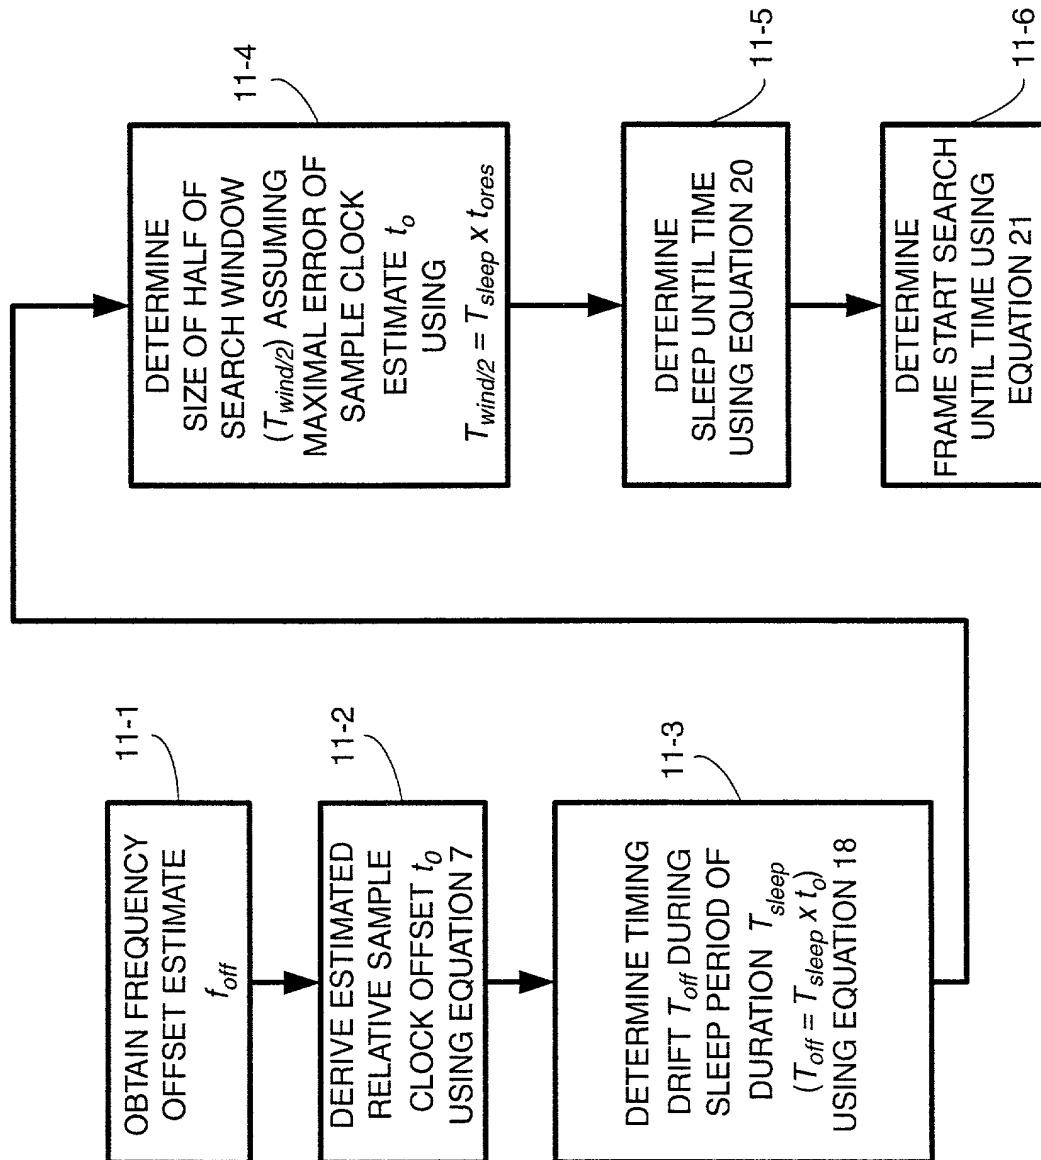 11-1
OBTAIN FREQUENCY
OFFSET ESTIMATE
f_off
11-2
DERIVE ESTIMATED
RELATIVE SAMPLE
CLOCK OFFSET t_0
USING EQUATION 7
11-3
DETERMINE TIMING
DRIFT T_off DURING
SLEEP PERIOD OF
DURATION T_sleep
(T_off = T_sleep x t_o)
USING EQUATION 18
11-4
DETERMINE
SIZE OF HALF OF
SEARCH WINDOW
(T_wind/2) ASSUMING
MAXIMAL ERROR OF
SAMPLE CLOCK
ESTIMATE t_o
USING
T_wind/2 = T_sleep x t_ores
11-5
DETERMINE
SLEEP UNTIL TIME
USING EQUATION 20
11-6
DETERMINE
FRAME START SEARCH
UNTIL TIME USING
EQUATION 21